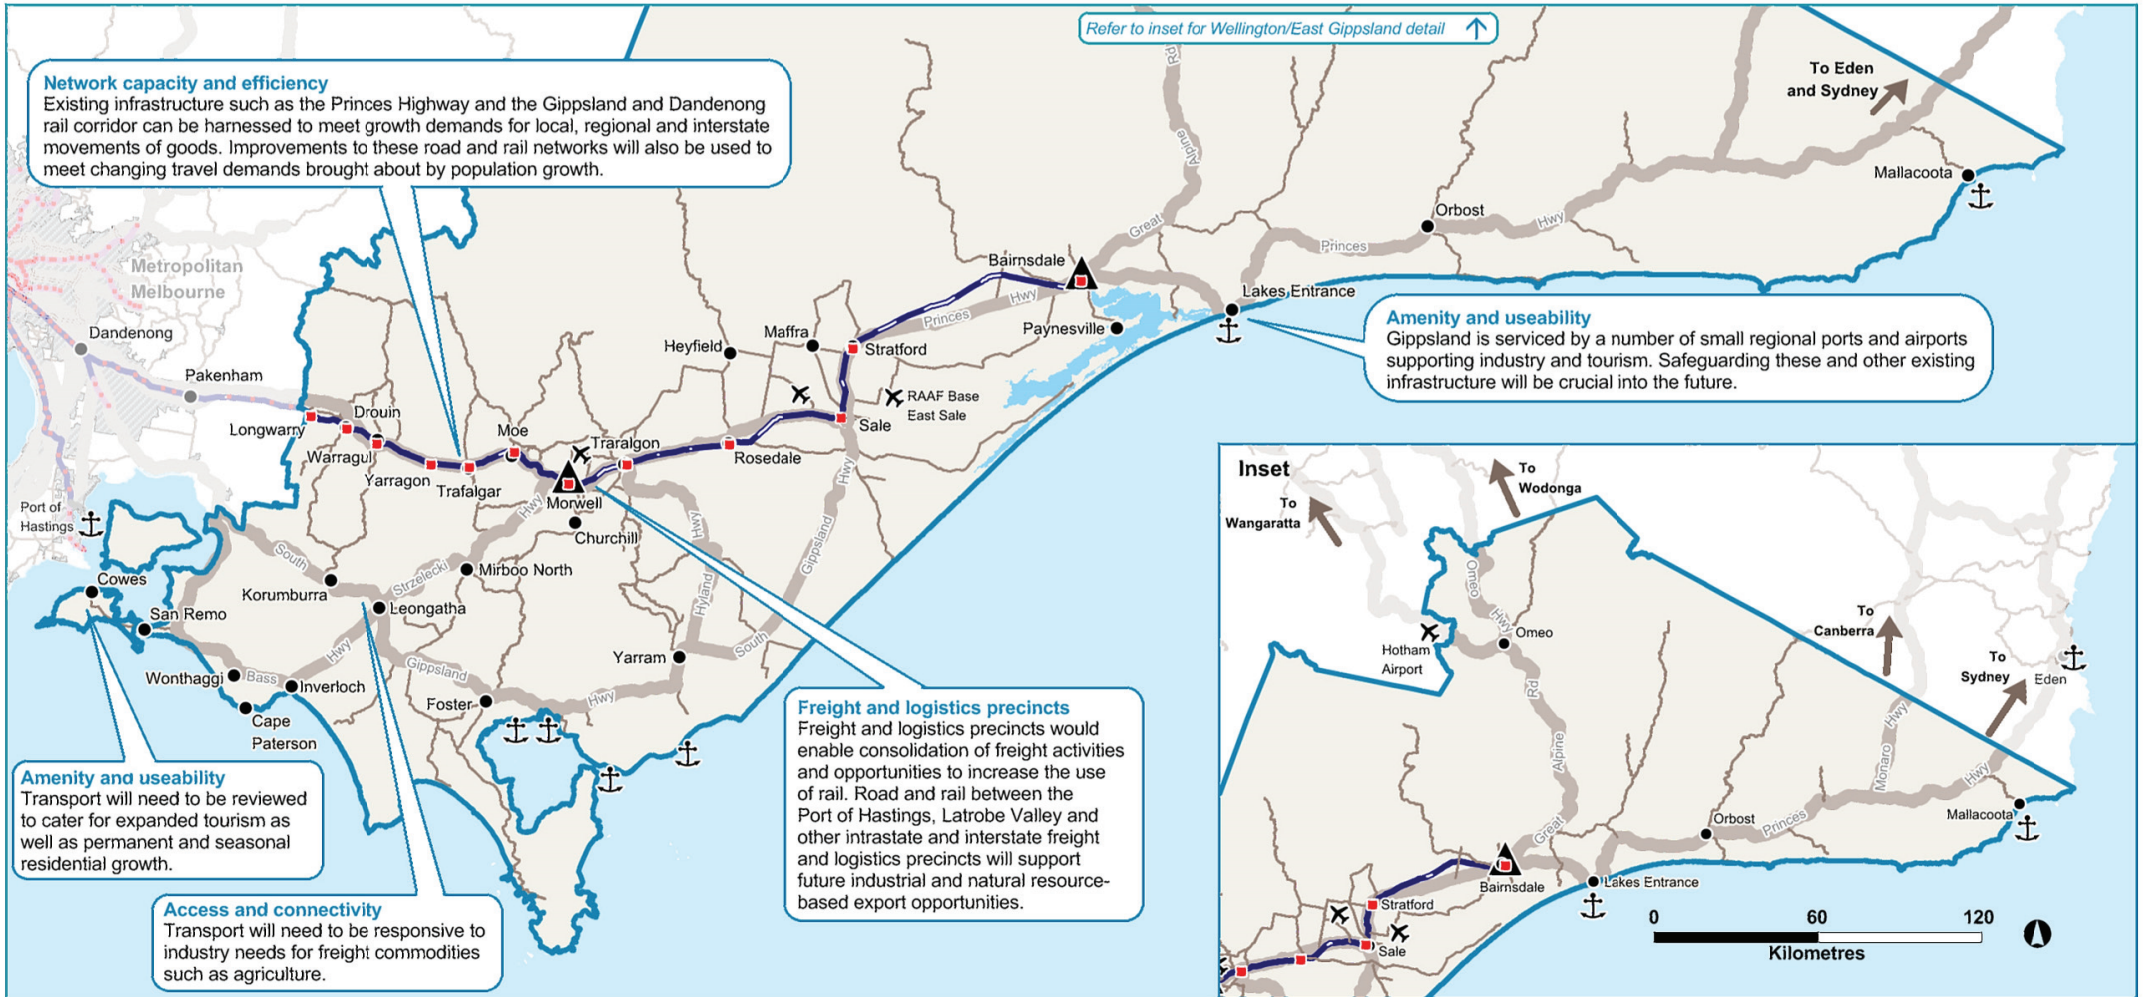 Refer to inset for Wellington/East Gippsland detail
Network capacity and efficiency
Existing infrastructure such as the Princes Highway and the Gippsland and Dandenong
rail corridor can be harnessed to meet growth demands for local, regional and interstate
movements of goods. Improvements to these road and rail networks will also be used to
meet changing travel demands brought about by population growth.
To Eden
and Sydney
Rd
Alpine
Great
Mallacoota
Orbost
Hwy
Princes
Metropolitan
Melbourne
Bairnsdale
Lakes Entrance
Hwy
Princes
Paynesville
Maffra
Heyfield
Stratford
Dandenong
Pakenham
RAAF Base
East Sale
Sale
Amenity and useability
Gippsland is serviced by a number of small regional ports and airports
supporting industry and tourism. Safeguarding these and other existing
infrastructure will be crucial into the future.
Drouin
Longwarry
Warragul
Yarragon
Trafalgar
Moe
Traralgon
Rosedale
Morwell
Churchill
Hwy
Hwy
Hwy
Port of
Hastings
South
Strzelecki
Mirboo North
Hyland
Gippsland
South
Cowes
San Remo
Korumburra
Leongatha
Hwy
Gippsland
Yarram
Wonthaggi
Bass
Inverloch
Foster
Hwy
Cape
Paterson
Amenity and useability
Transport will need to be reviewed
to cater for expanded tourism as
well as permanent and seasonal
residential growth.
Access and connectivity
Transport will need to be responsive to
industry needs for freight commodities
such as agriculture.
Freight and logistics precincts
Freight and logistics precincts would
enable consolidation of freight activities
and opportunities to increase the use
of rail. Road and rail between the
Port of Hastings, Latrobe Valley and
other intrastate and interstate freight
and logistics precincts will support
future industrial and natural resource-
based export opportunities.
Inset
To
Wangaratta
To
Wodonga
Omeo
Hwy
Omeo
Hotham
Airport
Rd
Alpine
Great
To
Canberra
To
Sydney
Eden
Monaro
Hwy
Hwy
Princes
Mallacoota
Orbost
Bairnsdale
Lakes Entrance
Stratford
Sale
0 60 120
Kilometres